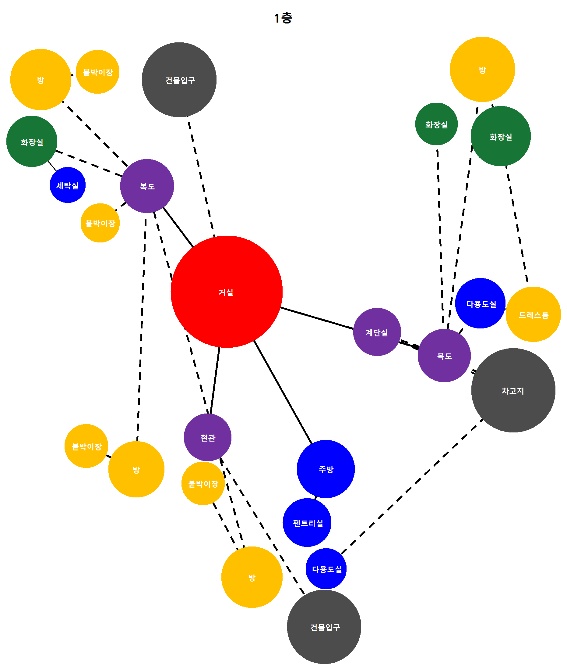 1층
방
붙박이장
건물입구
방
화장실
화장실
화장실
세탁실
복도
붙박이장
거실
다용도실
드레스룸
계단실
복도
차고지
현관
붙박이장
방
붙박이장
주방
팬트리실
다용도실
방
건물입구